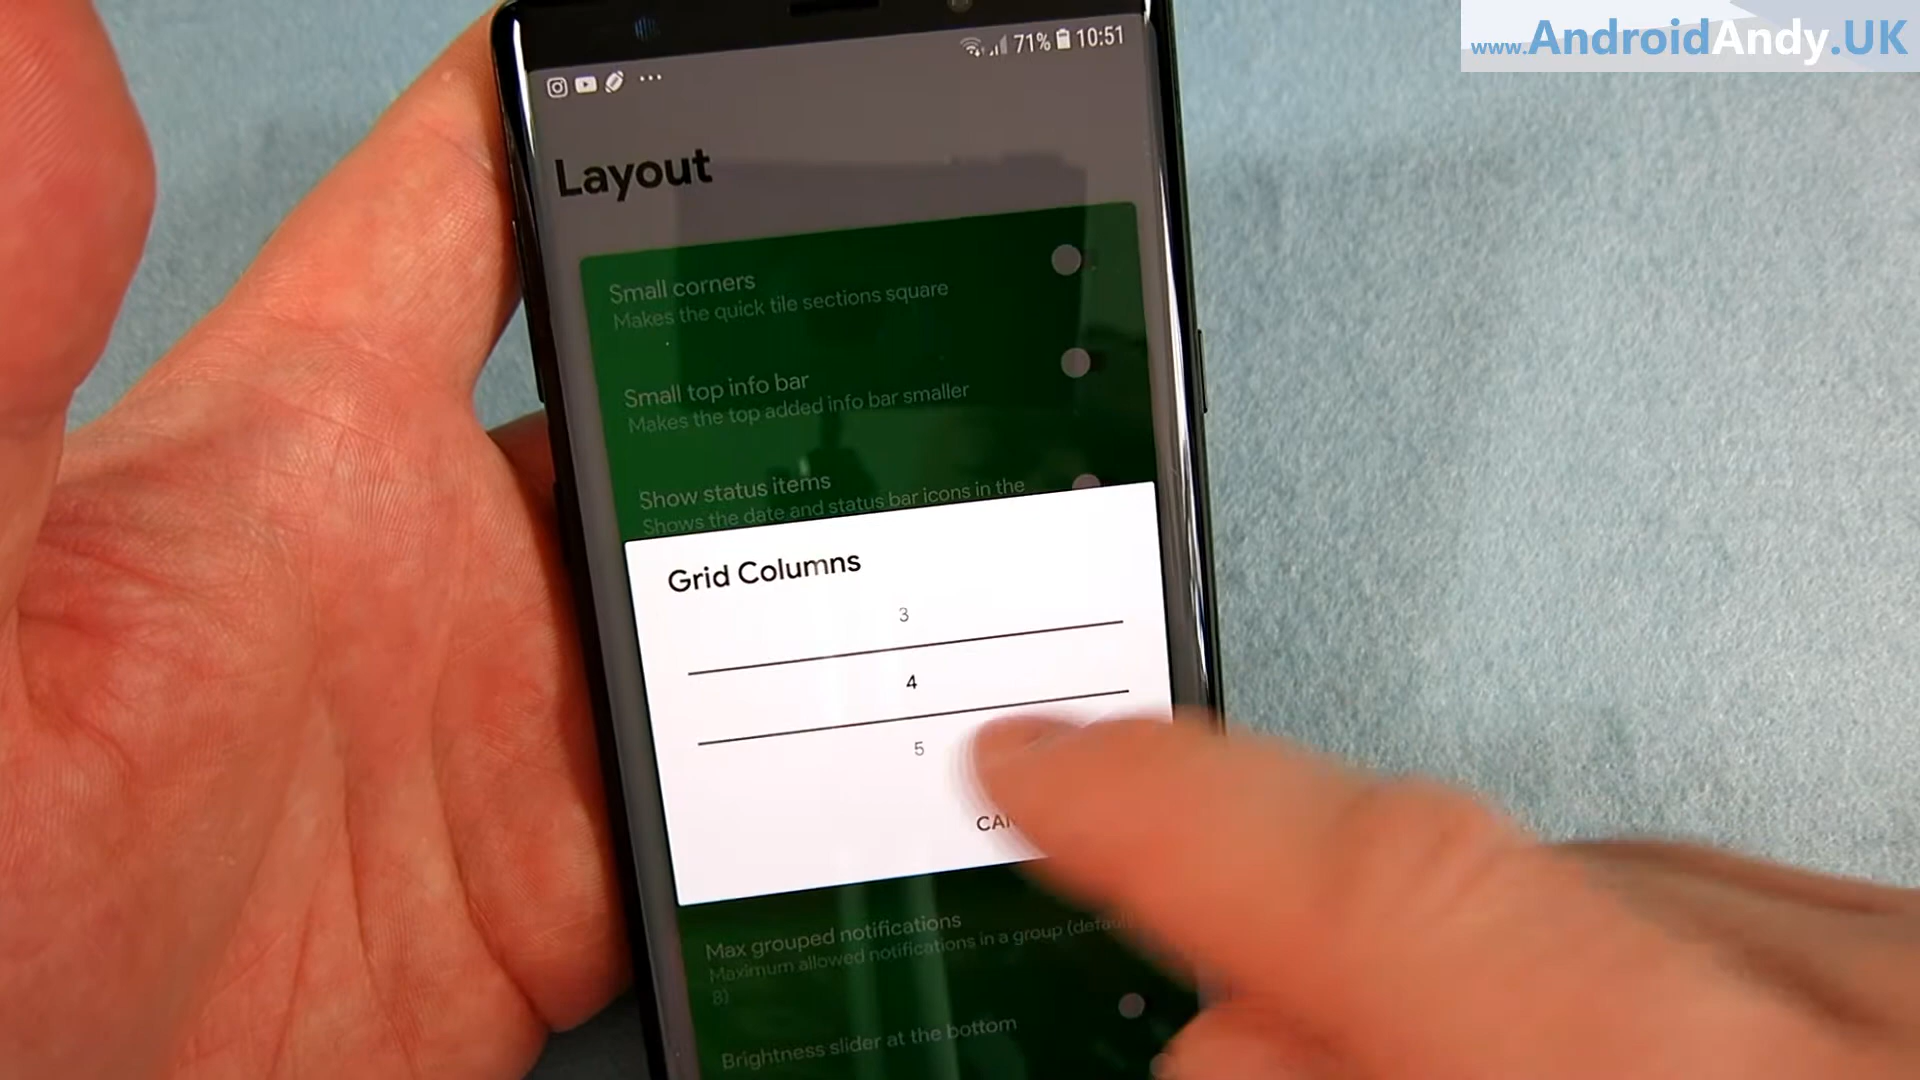 www.AndroidAndy.UK
71% 10:51
Layout
Small corners
Makes the quick tile sections square
Small top info bar
Makes the top added info bar smaller
Show status items
Shows the date and status bar icons in the
Grid Columns
3
4
5
Max grouped notifications
Maximum allowed notifications in a group
8)
Brightness slider at the bottom